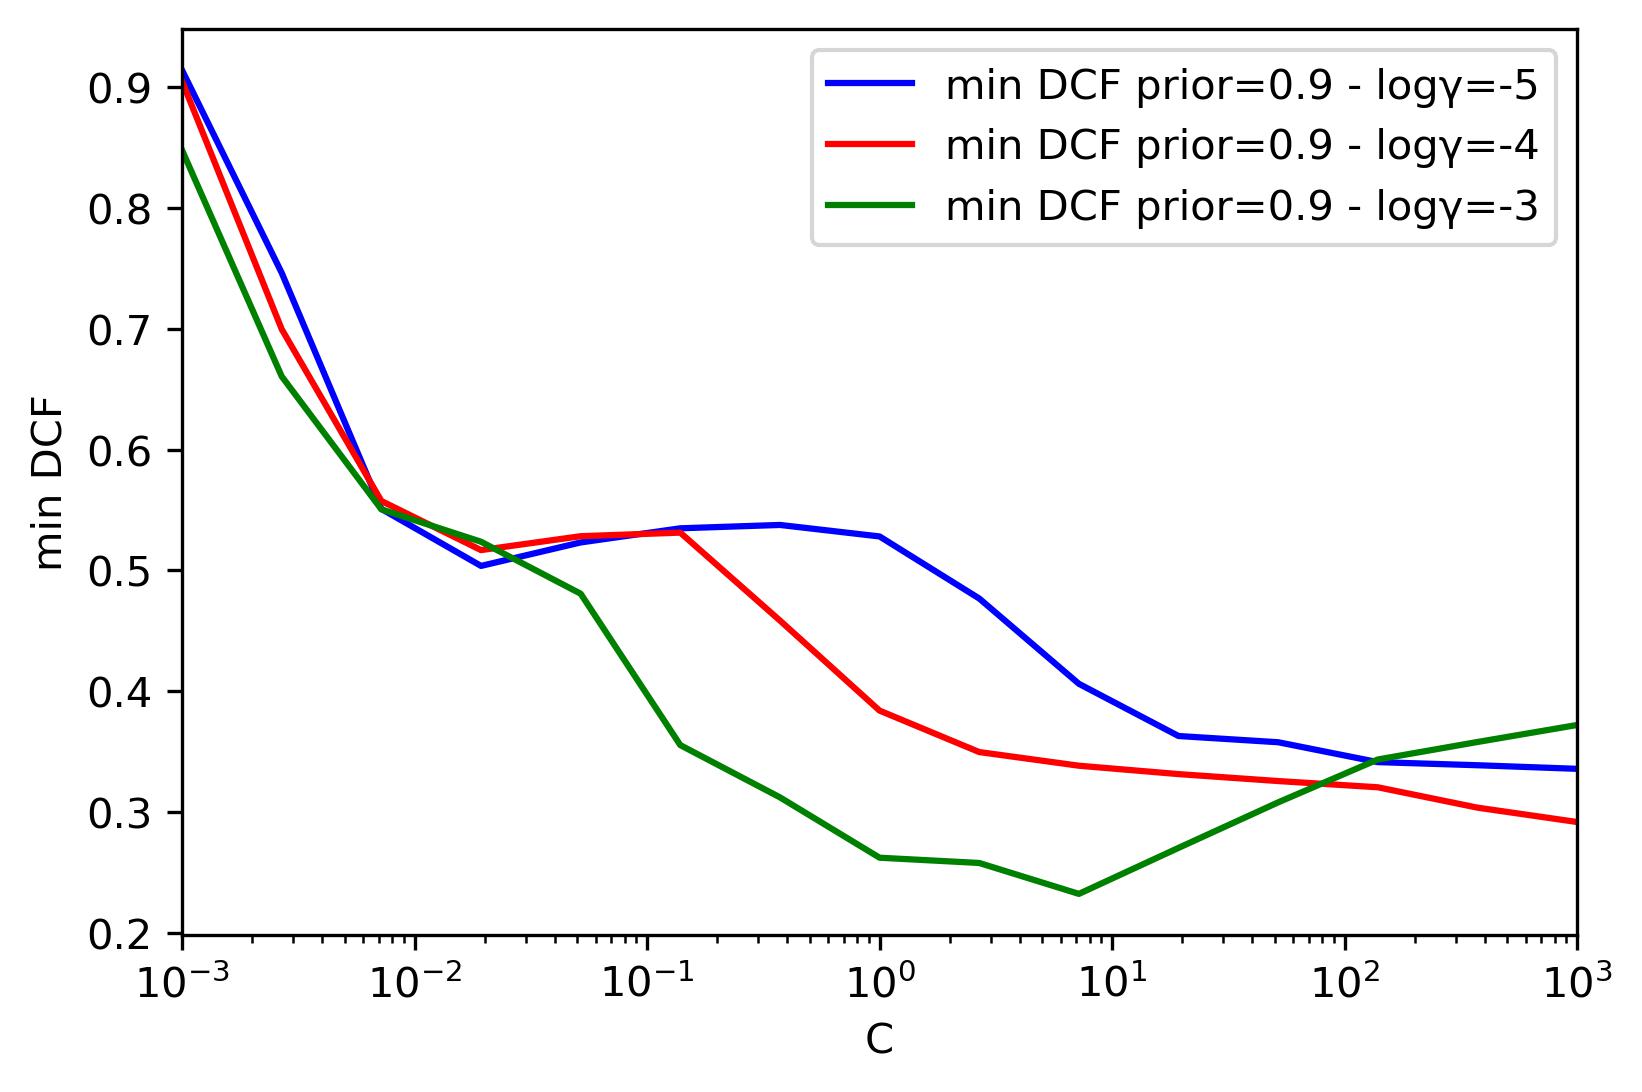 min DCF prior=0.9 - logγ=-5
min DCF prior=0.9 - logγ=-4
min DCF prior=0.9 - logγ=-3
0.9
0.8
0.7
0.6
0.5
0.4
0.3
0.2
min DCF
10⁻³ 10⁻² 10⁻¹ 10⁰ 10¹ 10² 10³
C